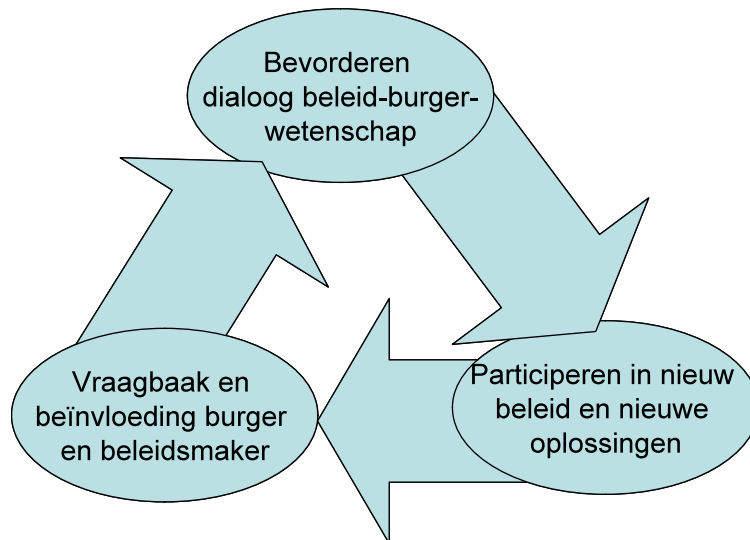 Bevorderen
dialoog beleid-burger-
wetenschap
Participeren in nieuw
beleid en nieuwe
oplossingen
Vraagbaak en
beïnvloeding burger
en beleidsmaker